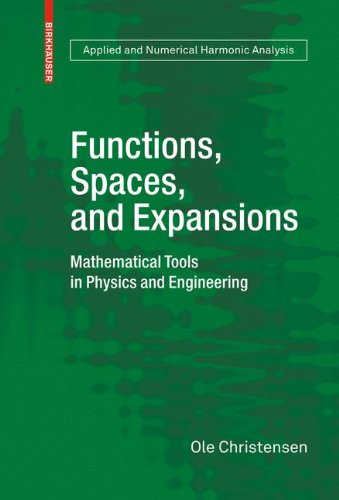 BIRKHÄUSER
Applied and Numerical Harmonic Analysis
Functions,
Spaces,
and Expansions
Mathematical Tools
in Physics and Engineering
Ole Christensen